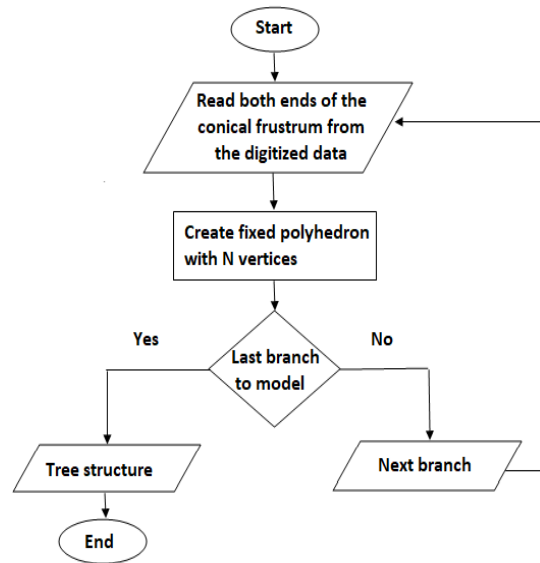 Start
Read both ends of the
conical frustrum from
the digitized data
Create fixed polyhedron
with N vertices
Yes
No
Last branch
to model
Tree structure
Next branch
End